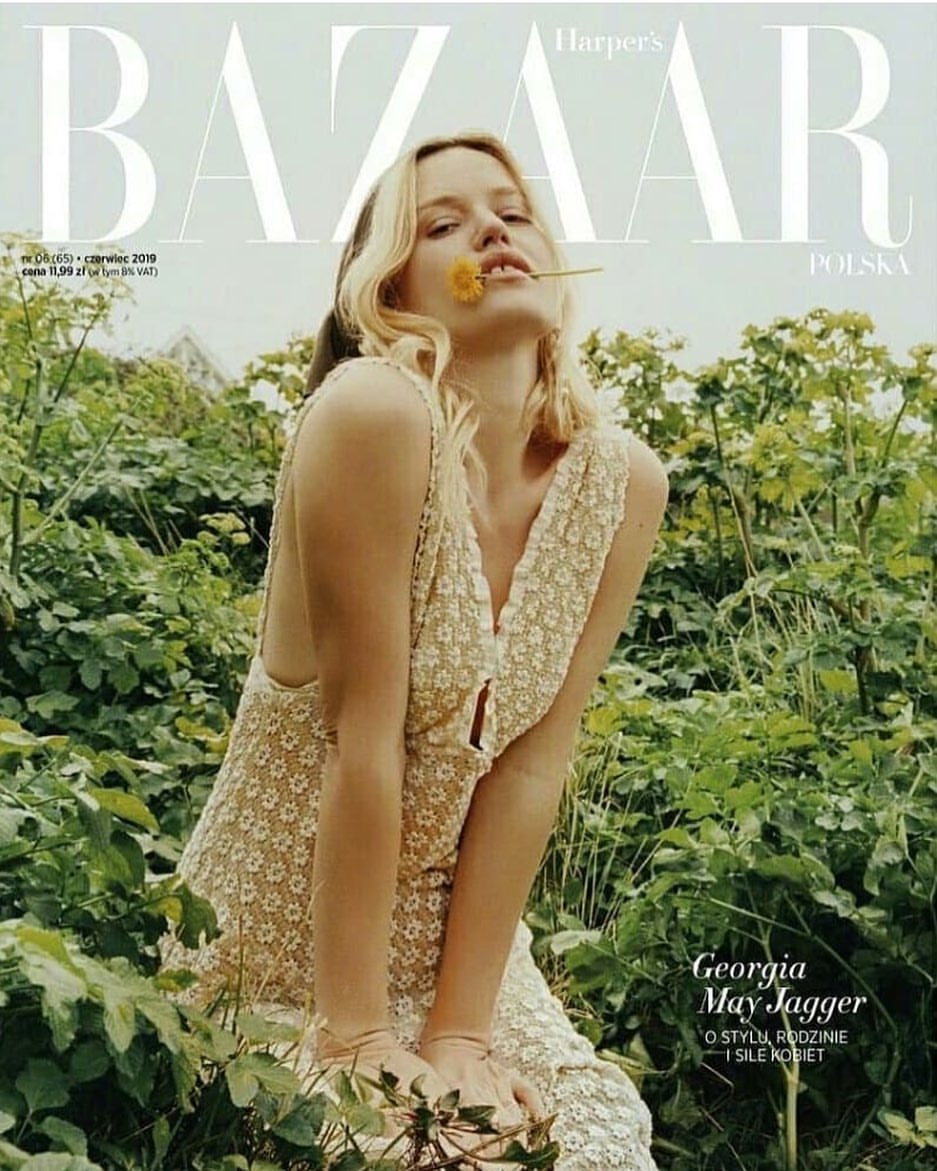 Harper's
BAZAAR
POLSKA
nr 06 (65) • czerwiec 2019
cena 11,99 zł (w tym 8% VAT)
Georgia
May Jagger
O STYLU, RODZINIE
I SILE KOBIET